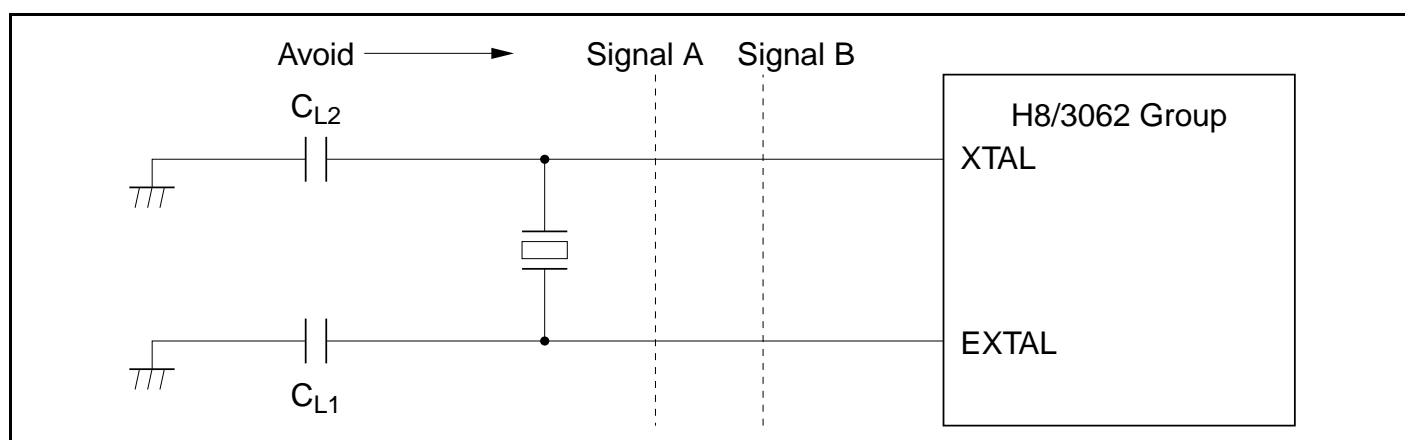 Avoid
Signal A
Signal B
CL2
H8/3062 Group
XTAL
EXTAL
CL1